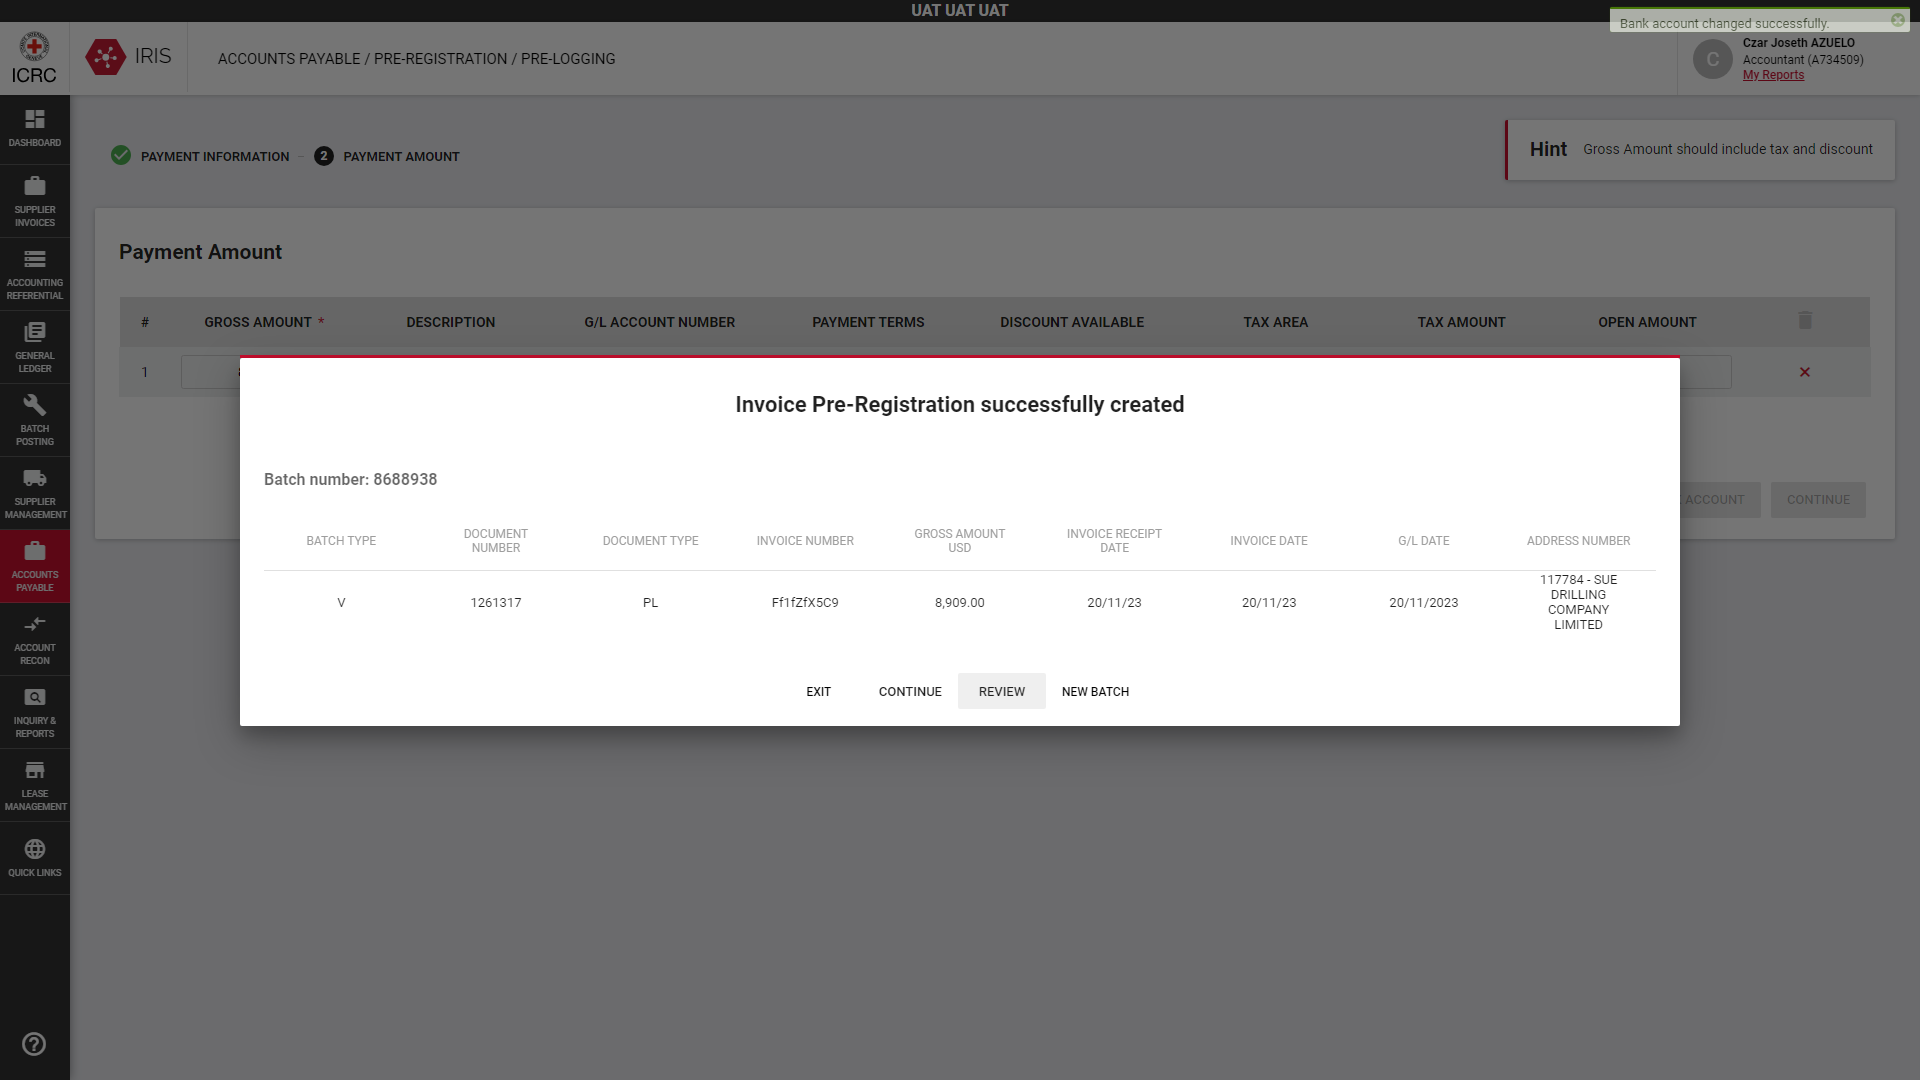 UAT UAT UAT
Bank account changed successfully.
ICRC
IRIS
ACCOUNTS PAYABLE / PRE-REGISTRATION / PRE-LOGGING
C
Czar Joseth AZUELO
Accountant (A734509)
My Reports
DASHBOARD
SUPPLIER
INVOICES
ACCOUNTING
REFERENTIAL
GENERAL
LEDGER
BATCH
POSTING
SUPPLIER
MANAGEMENT
ACCOUNTS
PAYABLE
ACCOUNT
RECON
INQUIRY &
REPORTS
LEASE
MANAGEMENT
QUICK LINKS
PAYMENT INFORMATION
2 PAYMENT AMOUNT
Hint Gross Amount should include tax and discount
Payment Amount
# GROSS AMOUNT * DESCRIPTION G/L ACCOUNT NUMBER PAYMENT TERMS DISCOUNT AVAILABLE TAX AREA TAX AMOUNT OPEN AMOUNT
1
ACCOUNT CONTINUE
Invoice Pre-Registration successfully created
Batch number: 8688938
BATCH TYPE DOCUMENT NUMBER DOCUMENT TYPE INVOICE NUMBER GROSS AMOUNT USD INVOICE RECEIPT DATE INVOICE DATE G/L DATE ADDRESS NUMBER
V 1261317 PL Ff1fZfX5C9 8,909.00 20/11/23 20/11/23 20/11/2023 117784 - SUE DRILLING COMPANY LIMITED
EXIT CONTINUE REVIEW NEW BATCH